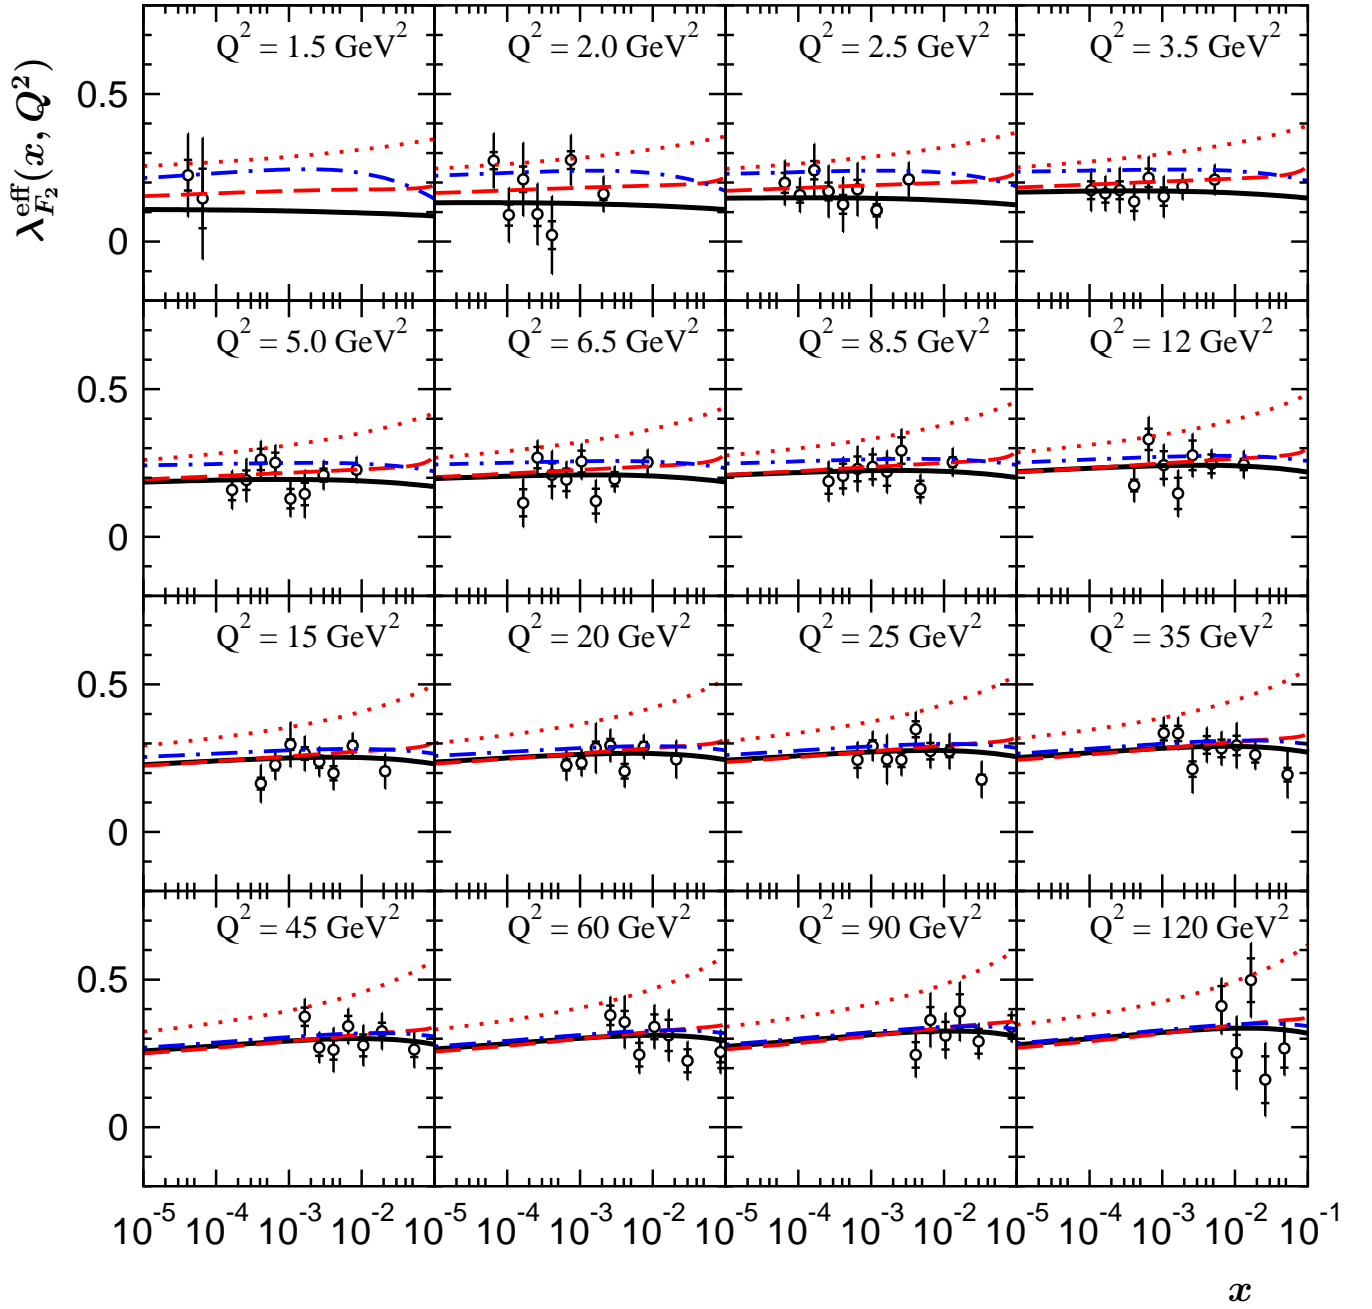 λ_{F_2}^{eff}(x, Q^2)
Q^2 = 1.5 GeV^2
Q^2 = 2.0 GeV^2
Q^2 = 2.5 GeV^2
Q^2 = 3.5 GeV^2
0.5
0
Q^2 = 5.0 GeV^2
Q^2 = 6.5 GeV^2
Q^2 = 8.5 GeV^2
Q^2 = 12 GeV^2
0.5
0
Q^2 = 15 GeV^2
Q^2 = 20 GeV^2
Q^2 = 25 GeV^2
Q^2 = 35 GeV^2
0.5
0
Q^2 = 45 GeV^2
Q^2 = 60 GeV^2
Q^2 = 90 GeV^2
Q^2 = 120 GeV^2
0.5
0
10^-5 10^-4 10^-3 10^-2 10^-5 10^-4 10^-3 10^-2 10^-5 10^-4 10^-3 10^-2 10^-5 10^-4 10^-3 10^-2 10^-1
x